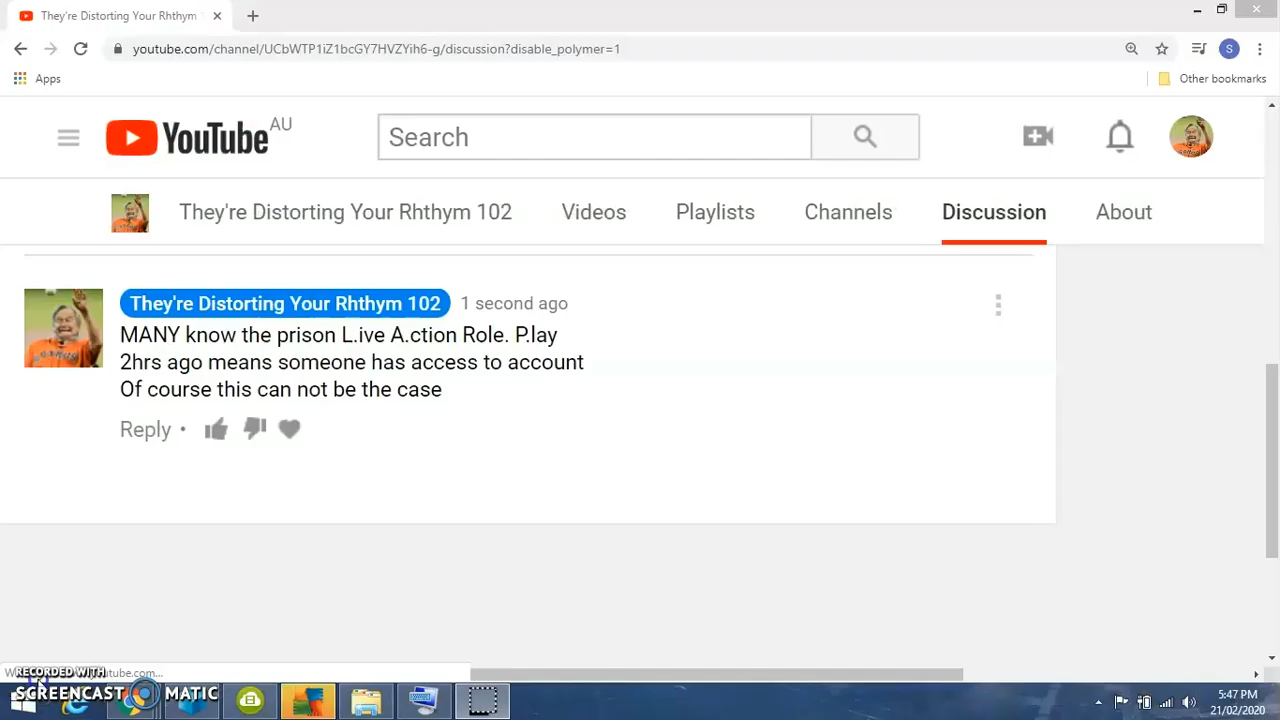 They're Distorting Your Rhthym
youtube.com/channel/UCbWTP1iZ1bcGY7HVZYih6-g/discussion?disable_polymer=1
S
Apps
Other bookmarks
YouTube AU
Search
They're Distorting Your Rhthym 102 Videos Playlists Channels Discussion About
They're Distorting Your Rhthym 102 1 second ago
MANY know the prison L.ive A.ction Role. P.lay
2hrs ago means someone has access to account
Of course this can not be the case
Reply •
RECORDED WITH
SCREENCAST MATIC
5:47 PM
21/02/2020